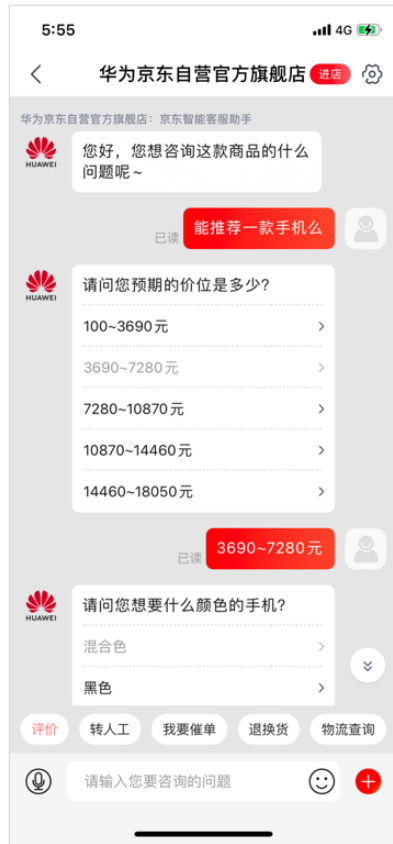 5:55
4G
华为京东自营官方旗舰店 进店
华为京东自营官方旗舰店：京东智能客服助手
HUAWEI
您好，您想咨询这款商品的什么
问题呢~
已读
能推荐一款手机么
HUAWEI
请问您预期的价位是多少?
100~3690元
3690~7280元
7280~10870元
10870~14460元
14460~18050元
已读
3690~7280元
HUAWEI
请问您想要什么颜色的手机?
混合色
黑色
评价 转人工 我要催单 退换货 物流查询
请输入您要咨询的问题